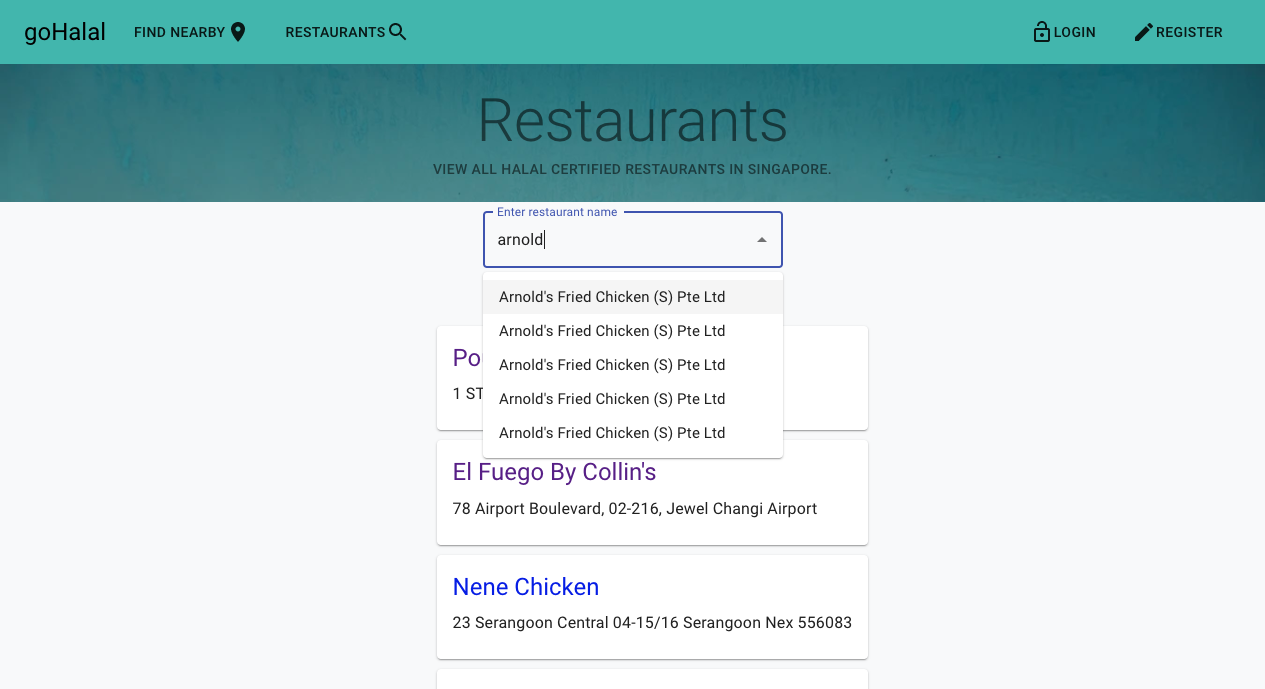 goHalal FIND NEARBY RESTAURANTS LOGIN REGISTER
Restaurants
VIEW ALL HALAL CERTIFIED RESTAURANTS IN SINGAPORE.
Enter restaurant name
arnold
Arnold's Fried Chicken (S) Pte Ltd
Arnold's Fried Chicken (S) Pte Ltd
Arnold's Fried Chicken (S) Pte Ltd
Arnold's Fried Chicken (S) Pte Ltd
Arnold's Fried Chicken (S) Pte Ltd
Po
1 ST
El Fuego By Collin's
78 Airport Boulevard, 02-216, Jewel Changi Airport
Nene Chicken
23 Serangoon Central 04-15/16 Serangoon Nex 556083